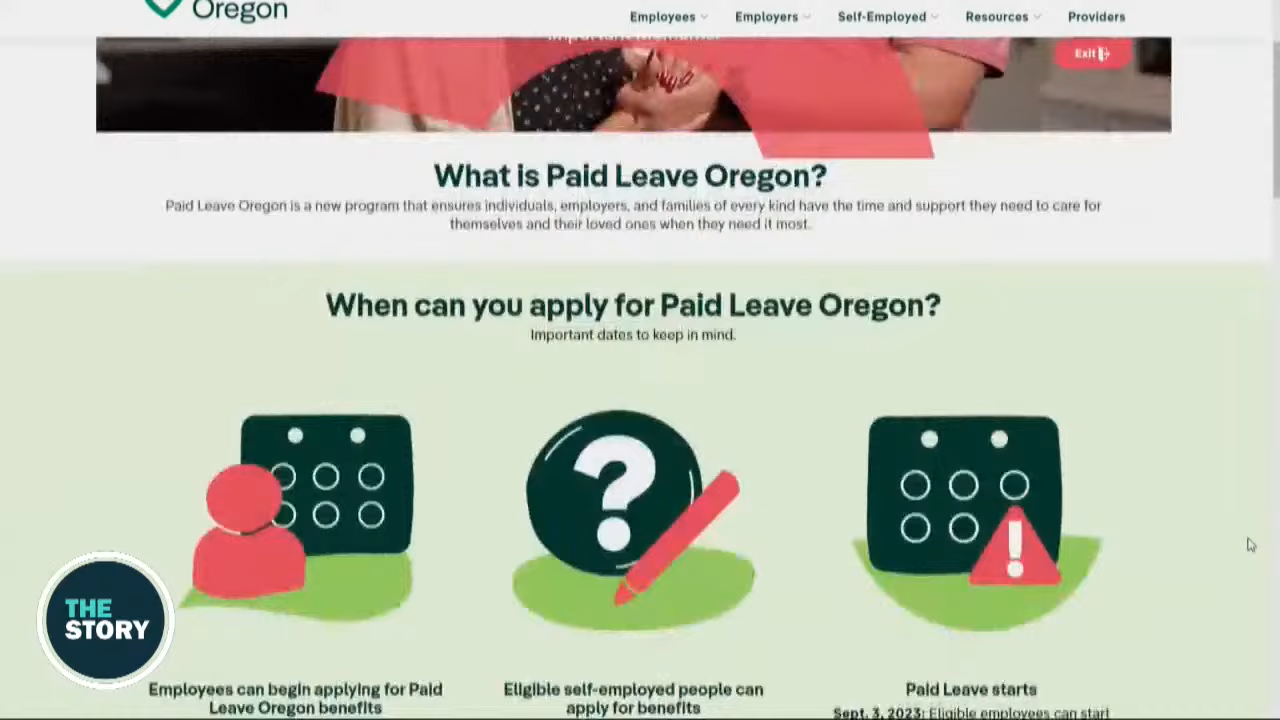 Oregon
Employees
Employers
Self-Employed
Resources
Providers
Exit
What is Paid Leave Oregon?
Paid Leave Oregon is a new program that ensures individuals, employers, and families of every kind have the time and support they need to care for
themselves and their loved ones when they need it most.
When can you apply for Paid Leave Oregon?
Important dates to keep in mind.
THE
STORY
Employees can begin applying for Paid
Leave Oregon benefits
Eligible self-employed people can
apply for benefits
Paid Leave starts
Sept. 3, 2023: Eligible employees can start